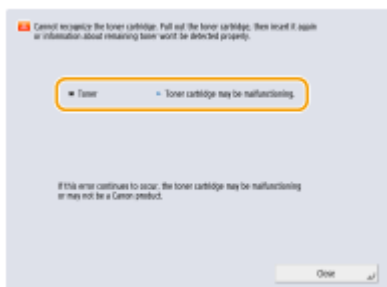 Cannot recognize the toner cartridge. Pull out the toner cartridge, then insert it again
or information about remaining toner won't be detected properly.
Toner
Toner cartridge may be malfunctioning.
If this error continues to occur, the toner cartridge may be malfunctioning
or may not be a Canon product.
Close